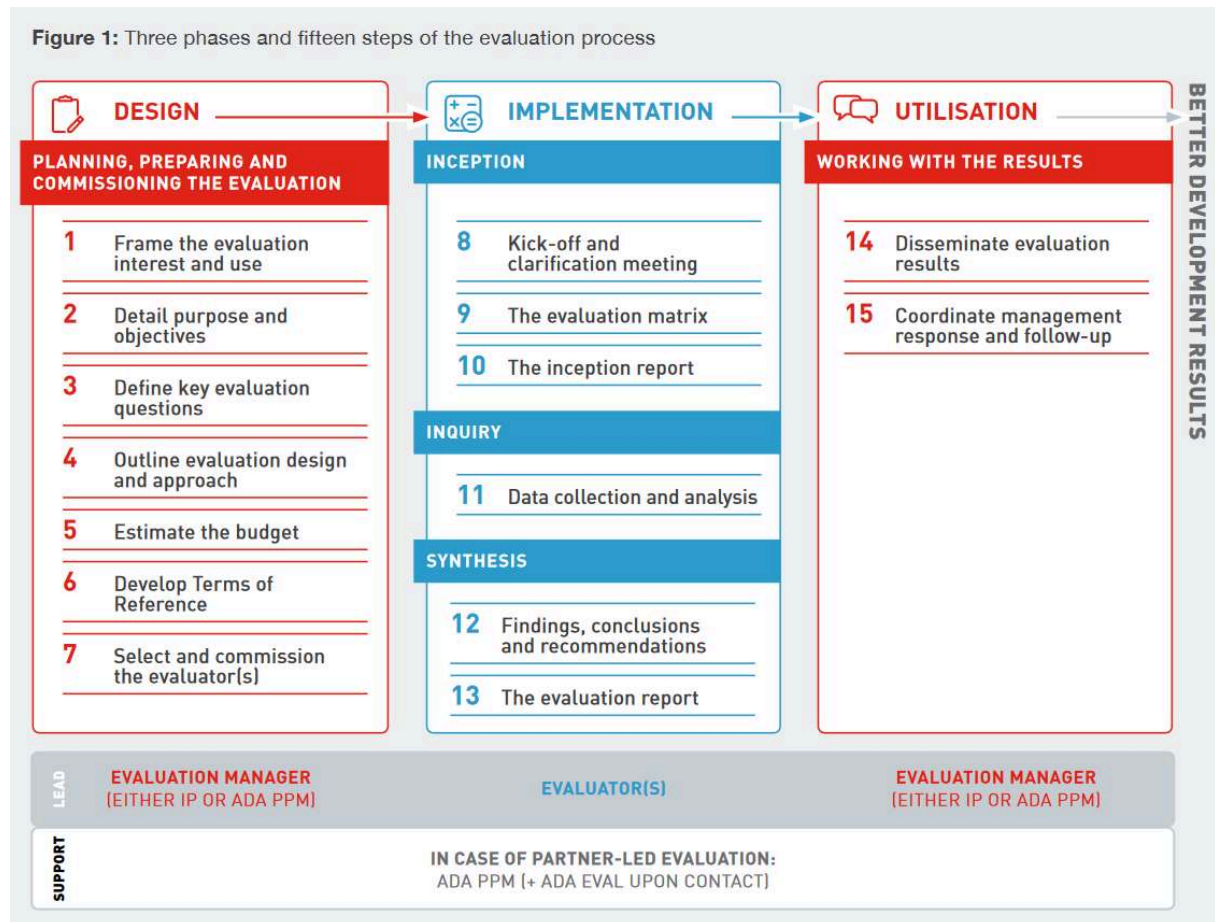 Figure 1: Three phases and fifteen steps of the evaluation process
DESIGN
PLANNING, PREPARING AND
COMMISSIONING THE EVALUATION
1 Frame the evaluation
interest and use
2 Detail purpose and
objectives
3 Define key evaluation
questions
4 Outline evaluation design
and approach
5 Estimate the budget
6 Develop Terms of
Reference
7 Select and commission
the evaluator(s)
IMPLEMENTATION
INCEPTION
8 Kick-off and
clarification meeting
9 The evaluation matrix
10 The inception report
INQUIRY
11 Data collection and analysis
SYNTHESIS
12 Findings, conclusions
and recommendations
13 The evaluation report
UTILISATION
WORKING WITH THE RESULTS
14 Disseminate evaluation
results
15 Coordinate management
response and follow-up
BETTER DEVELOPMENT RESULTS
LEAD
EVALUATION MANAGER
(EITHER IP OR ADA PPM)
EVALUATOR(S)
EVALUATION MANAGER
(EITHER IP OR ADA PPM)
SUPPORT
IN CASE OF PARTNER-LED EVALUATION:
ADA PPM (+ ADA EVAL UPON CONTACT)